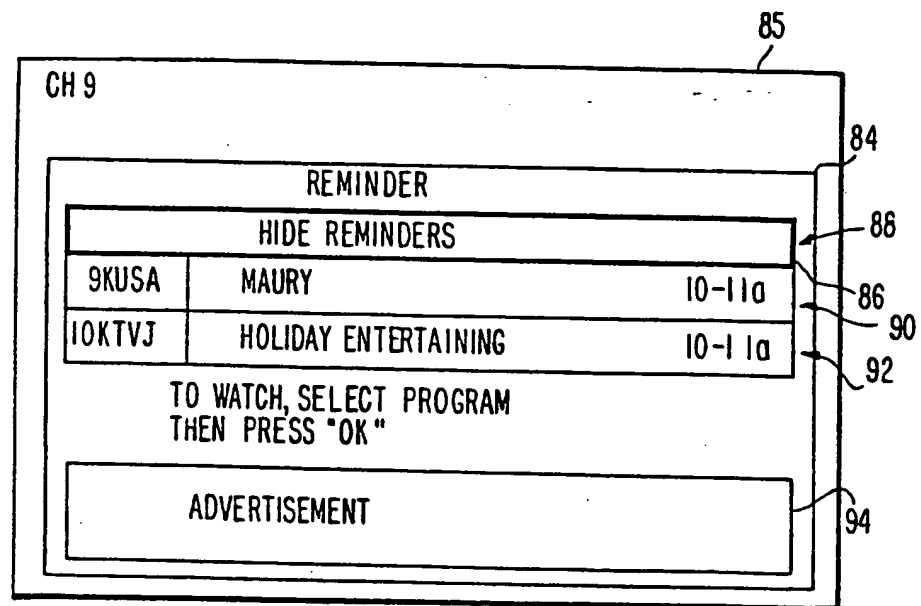 85
CH 9
84
REMINDER
HIDE REMINDERS
88
86
9KUSA MAURY 10-11a
90
10KTVJ HOLIDAY ENTERTAINING 10-11a
92
TO WATCH, SELECT PROGRAM
THEN PRESS "OK"
ADVERTISEMENT
94